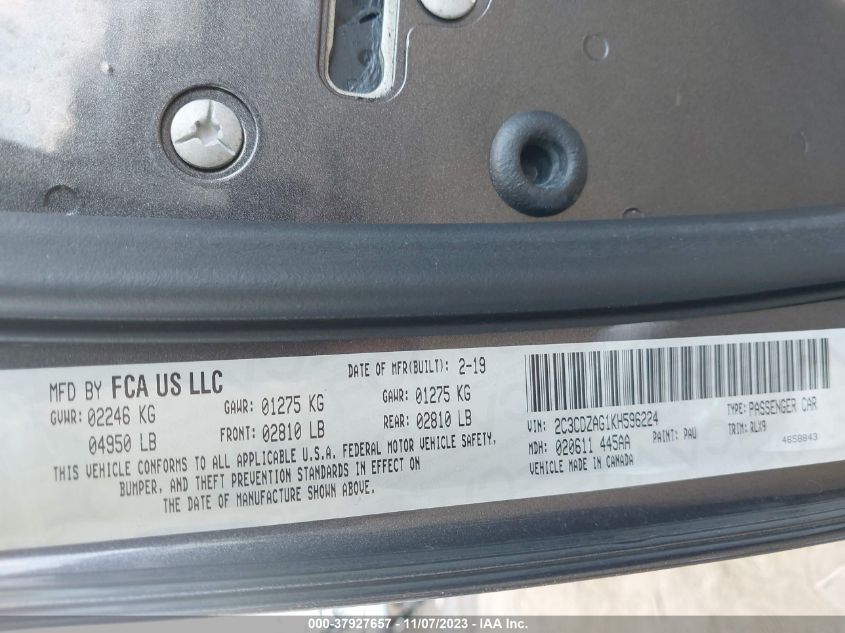 MFD BY FCA US LLC
DATE OF MFR(BUILT): 2-19
GVWR: 02246 KG
04950 LB
GAWR: 01275 KG
FRONT: 02810 LB
GAWR: 01275 KG
REAR: 02810 LB
THIS VEHICLE CONFORMS TO ALL APPLICABLE U.S.A. FEDERAL MOTOR VEHICLE SAFETY,
BUMPER, AND THEFT PREVENTION STANDARDS IN EFFECT ON
THE DATE OF MANUFACTURE SHOWN ABOVE.
VIN: 2C3CDZAG1KH596224
TYPE: PASSENGER CAR
MDH: 020611 445AA
PAINT: PAU
TRIM: RLX9
VEHICLE MADE IN CANADA
4658843
000-37927657 - 11/07/2023 - IAA Inc.